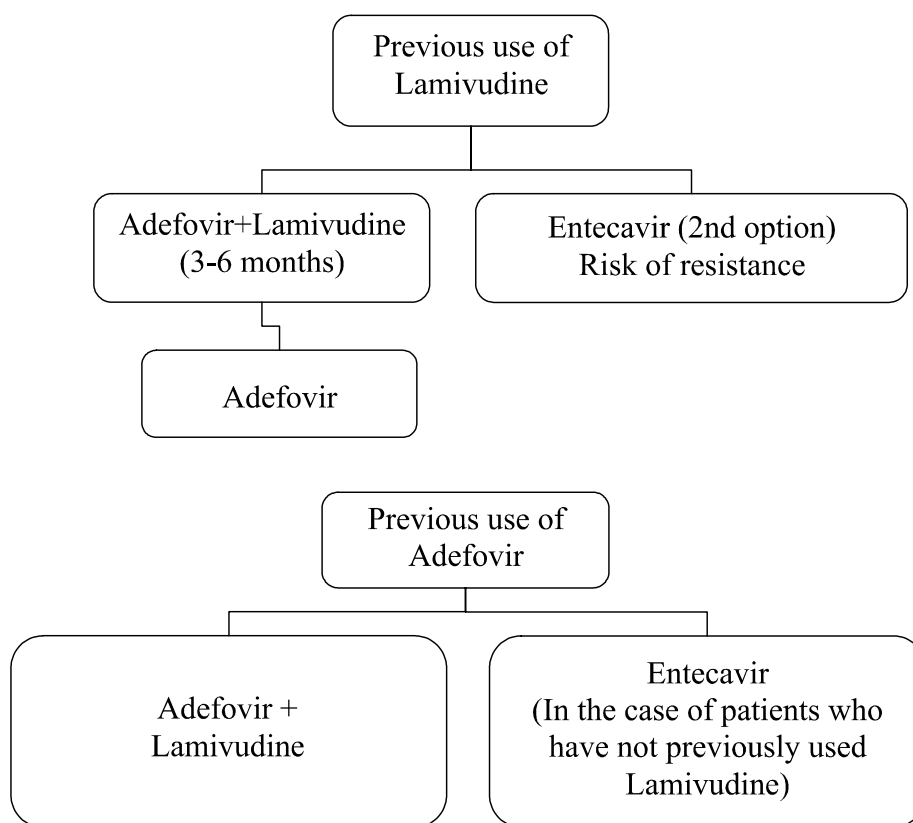 Previous use of
Lamivudine
Adefovir+Lamivudine
(3-6 months)
Entecavir (2nd option)
Risk of resistance
Adefovir
Previous use of
Adefovir
Adefovir +
Lamivudine
Entecavir
(In the case of patients who
have not previously used
Lamivudine)